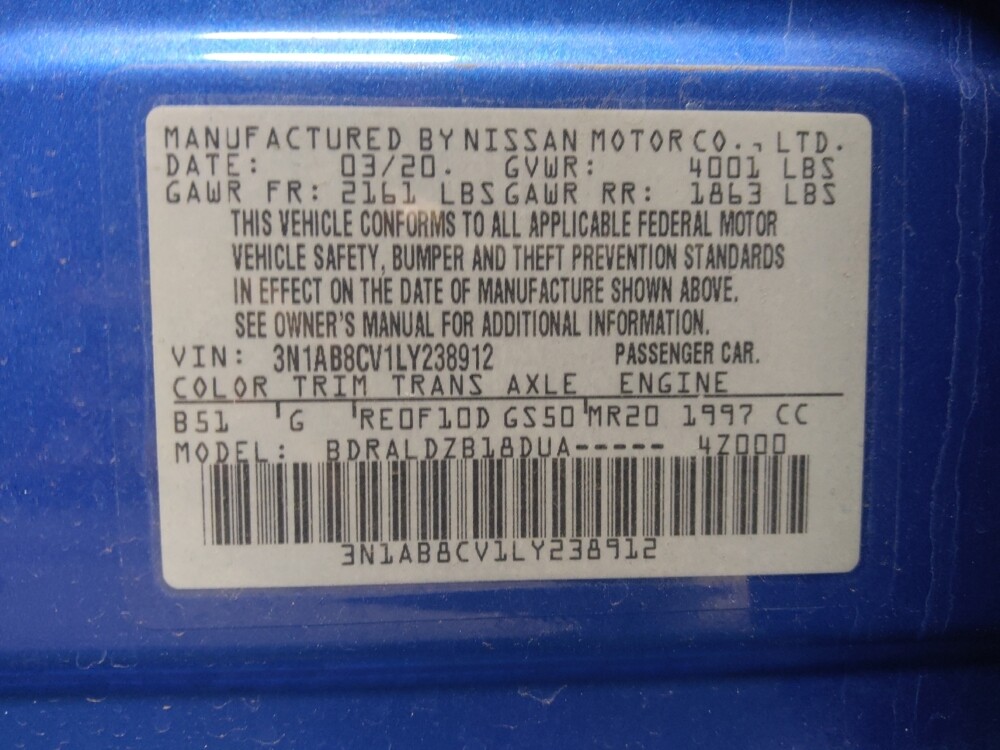 MANUFACTURED BY NISSAN MOTOR CO., LTD.
DATE: 03/20. GVWR: 4001 LBS
GAWR FR: 2161 LBS GAWR RR: 1863 LBS
THIS VEHICLE CONFORMS TO ALL APPLICABLE FEDERAL MOTOR
VEHICLE SAFETY, BUMPER AND THEFT PREVENTION STANDARDS
IN EFFECT ON THE DATE OF MANUFACTURE SHOWN ABOVE.
SEE OWNER'S MANUAL FOR ADDITIONAL INFORMATION.
VIN: 3N1AB8CV1LY238912 PASSENGER CAR.
COLOR TRIM TRANS AXLE ENGINE
B51 G RE0F10D GS50 MR20 1997 CC
MODEL: BDRALDZB18DUA----- 4Z000
3N1AB8CV1LY238912